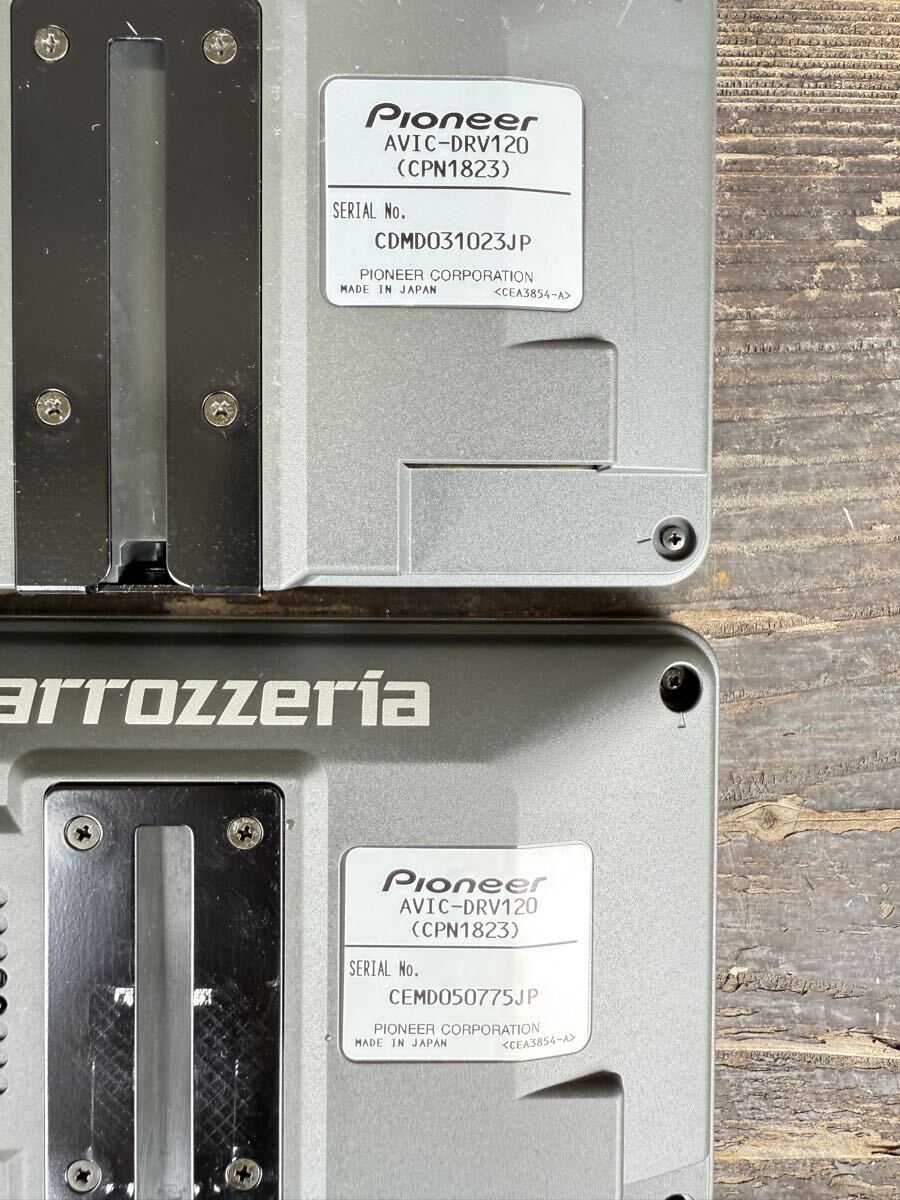 Pioneer
AVIC-DRV120
(CPN1823)
SERIAL No.
CDMD031023JP
PIONEER CORPORATION
MADE IN JAPAN <CEA3854-A>
arrozzeria
Pioneer
AVIC-DRV120
(CPN1823)
SERIAL No.
CEMD050775JP
PIONEER CORPORATION
MADE IN JAPAN <CEA3854-A>